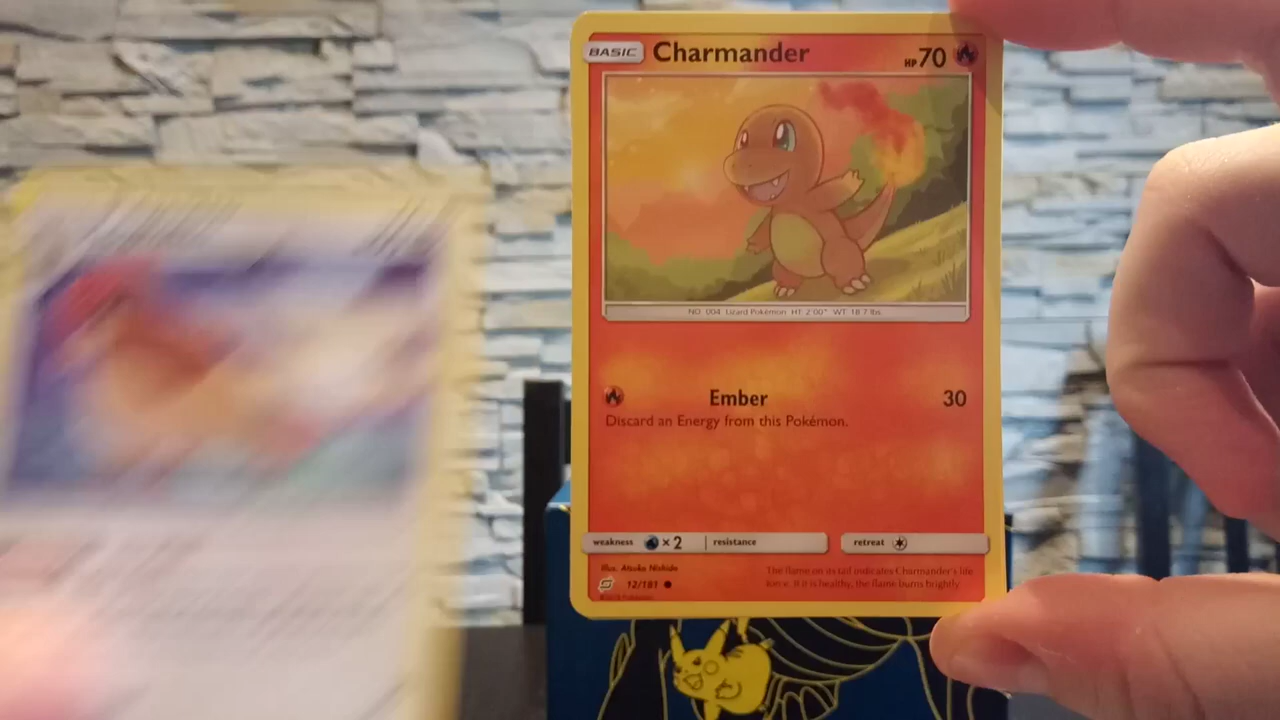 BASIC Charmander HP 70
NO. 004 Lizard Pokémon HT: 2'00" WT: 18.7 lbs.
Ember 30
Discard an Energy from this Pokémon.
weakness ×2 resistance retreat
Illus. Atsuko Nishida
12/181
The flame on its tail indicates Charmander's life
force. If it is healthy, the flame burns brightly.